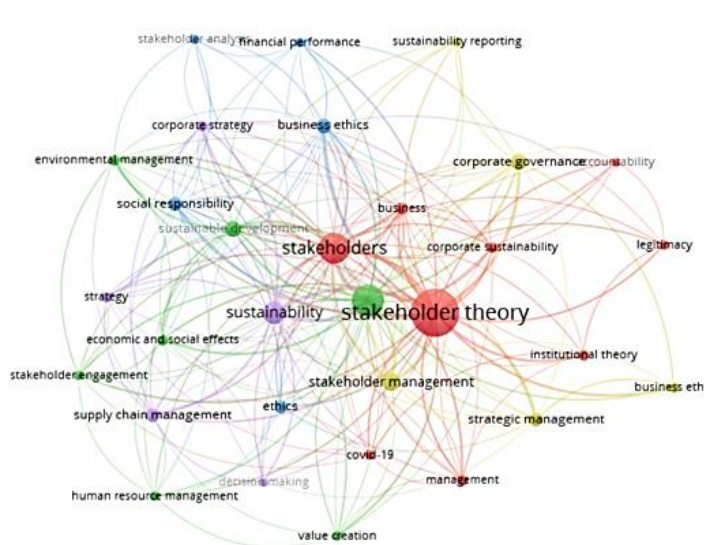 stakeholder analysis
financial performance
sustainability reporting
corporate strategy
business ethics
environmental management
corporate governance
accountability
social responsibility
business
sustainable development
stakeholders
corporate sustainability
legitimacy
strategy
sustainability
stakeholder theory
economic and social effects
institutional theory
stakeholder engagement
stakeholder management
business eth
ethics
supply chain management
strategic management
covid-19
decision making
management
human resource management
value creation